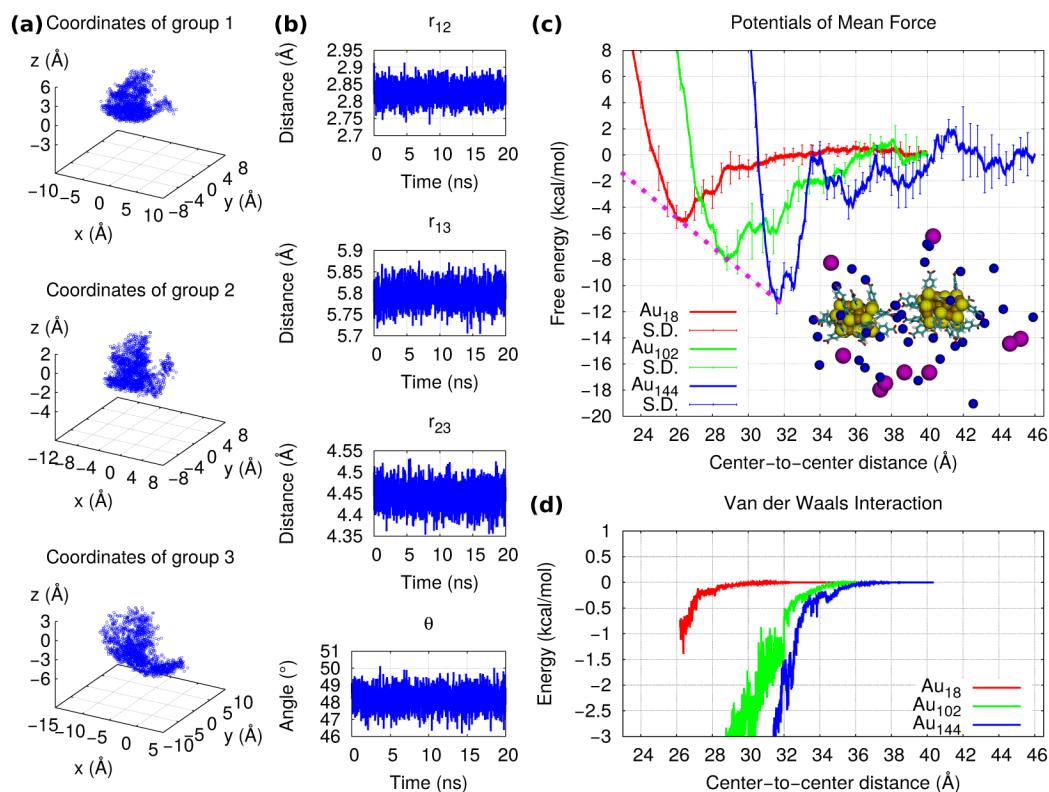 (a)
Coordinates of group 1
z (Å)
6
3
0
−3
−10
−5
0
5
10
x (Å)
−8
−4
0
4
8
y (Å)
Coordinates of group 2
z (Å)
4
2
0
−2
−4
−12
−8
−4
0
4
8
x (Å)
−8
−4
0
4
8
y (Å)
Coordinates of group 3
z (Å)
3
0
−3
−6
−15
−10
−5
0
5
x (Å)
−10
−5
0
5
10
y (Å)
(b)
r12
Distance (Å)
2.95
2.9
2.85
2.8
2.75
2.7
0 5 10 15 20
Time (ns)
r13
5.9
5.85
5.8
5.75
5.7
0 5 10 15 20
Time (ns)
r23
Distance (Å)
4.55
4.5
4.45
4.4
4.35
0 5 10 15 20
Time (ns)
θ
Angle (°)
51
50
49
48
47
46
0 5 10 15 20
Time (ns)
(c)
Potentials of Mean Force
Free energy (kcal/mol)
8
6
4
2
0
−2
−4
−6
−8
−10
−12
−14
−16
−18
−20
Au18
S.D.
Au102
S.D.
Au144
S.D.
24 26 28 30 32 34 36 38 40 42 44 46
Center−to−center distance (Å)
(d)
Van der Waals Interaction
Energy (kcal/mol)
1
0.5
0
−0.5
−1
−1.5
−2
−2.5
−3
Au18
Au102
Au144
24 26 28 30 32 34 36 38 40 42 44 46
Center−to−center distance (Å)